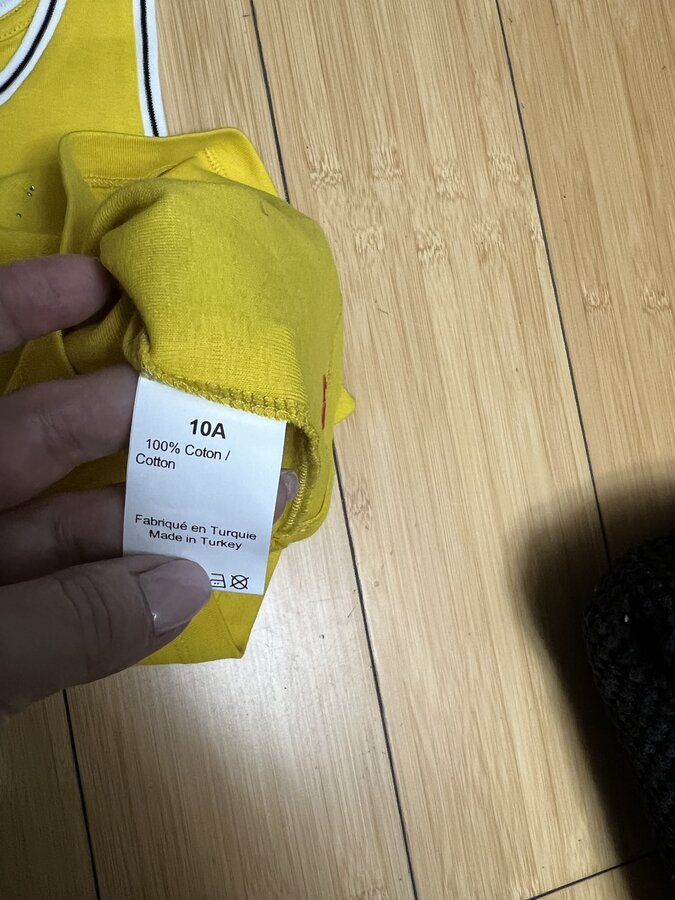 10A
100% Coton /
Cotton
Fabriqué en Turquie
Made in Turkey